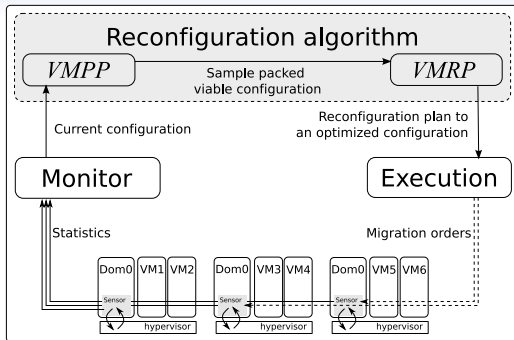 Reconfiguration algorithm
VMPP
VMRP
Sample packed
viable configuration
Current configuration
Reconfiguration plan to
an optimized configuration
Monitor
Execution
Statistics
Migration orders
Dom0 VM1 VM2 Dom0 VM3 VM4 Dom0 VM5 VM6
Sensor Sensor Sensor
hypervisor hypervisor hypervisor